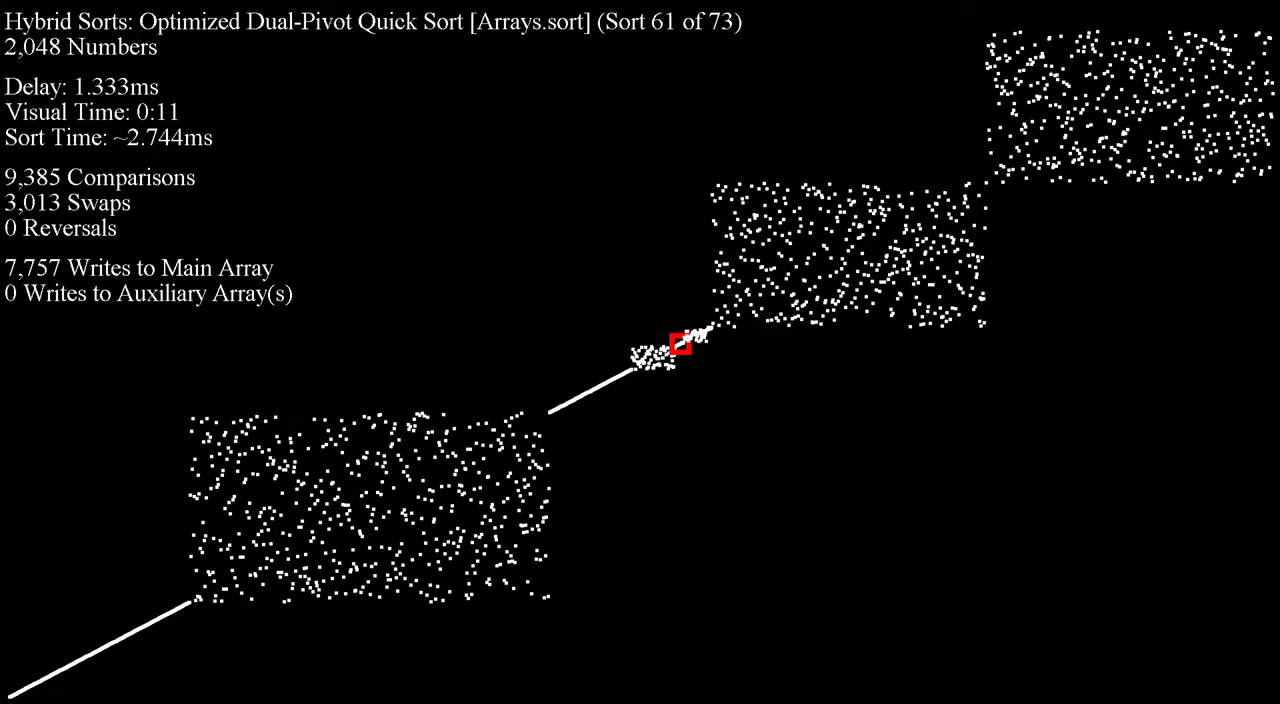 Hybrid Sorts: Optimized Dual-Pivot Quick Sort [Arrays.sort] (Sort 61 of 73)
2,048 Numbers
Delay: 1.333ms
Visual Time: 0:11
Sort Time: ~2.744ms
9,385 Comparisons
3,013 Swaps
0 Reversals
7,757 Writes to Main Array
0 Writes to Auxiliary Array(s)